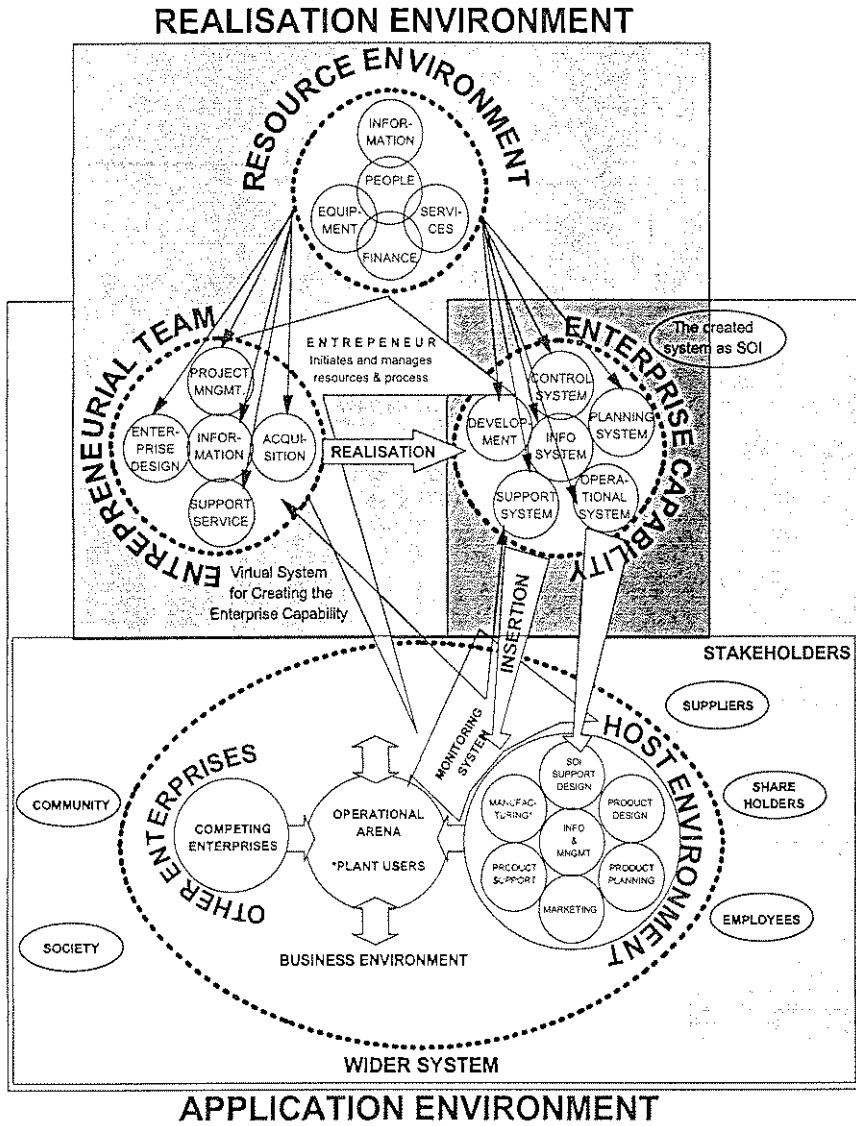 REALISATION ENVIRONMENT
RESOURCE ENVIRONMENT
INFOR-
MATION
PEOPLE
EQUIP-
MENT
SERVI-
CES
FINANCE
ENTREPRENEURIAL TEAM
PROJECT
MNGMT.
ENTER-
PRISE
DESIGN
INFOR-
MATION
ACQUI-
SITION
SUPPORT
SERVICE
ENTREPENEUR
Initiates and manages
resources & process
REALISATION
Virtual System
for Creating the
Enterprise Capability
ENTERPRISE CAPABILITY
The created
system as SOI
CONTROL
SYSTEM
DEVELOP-
MENT
PLANNING
SYSTEM
INFO
SYSTEM
SUPPORT
SYSTEM
OPERA-
TIONAL
SYSTEM
INSERTION
MONITORING
SYSTEM
STAKEHOLDERS
SUPPLIERS
SHARE
HOLDERS
EMPLOYEES
COMMUNITY
SOCIETY
OTHER ENTERPRISES
COMPETING
ENTERPRISES
OPERATIONAL
ARENA
*PLANT USERS
BUSINESS ENVIRONMENT
HOST ENVIRONMENT
SOI
SUPPORT
DESIGN
MANUFAC-
TURING*
PRODUCT
DESIGN
INFO
&
MNGMT
PRODUCT
SUPPORT
PRODUCT
PLANNING
MARKETING
WIDER SYSTEM
APPLICATION ENVIRONMENT